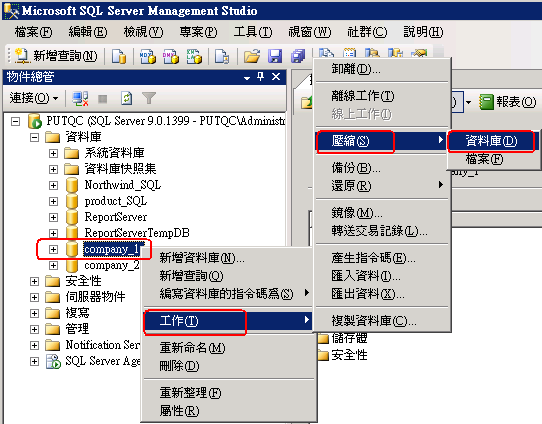 Microsoft SQL Server Management Studio
檔案(F) 編輯(E) 檢視(V) 專案(P) 工具(T) 視窗(W) 社群(C) 說明(H)
新增查詢(N)
物件總管
連接(O)
PUTQC (SQL Server 9.0.1399 - PUTQC\Administr
資料庫
系統資料庫
資料庫快照集
Northwind_SQL
product_SQL
ReportServer
ReportServerTempDB
company_1
company_2
安全性
伺服器物件
複寫
管理
Notification Ser
SQL Server Age
新增資料庫(N)...
新增查詢(Q)
編寫資料庫的指令碼為(S)
工作(T)
重新命名(M)
刪除(D)
重新整理(F)
屬性(R)
卸離(D)...
離線工作(T)
線上工作(I)
壓縮(S)
備份(B)...
還原(R)
鏡像(M)...
轉送交易記錄(L)...
產生指令碼(E)...
匯入資料(I)...
匯出資料(X)...
複製資料庫(C)...
報表(O)
資料庫(D)
檔案(F)
儲存體
安全性